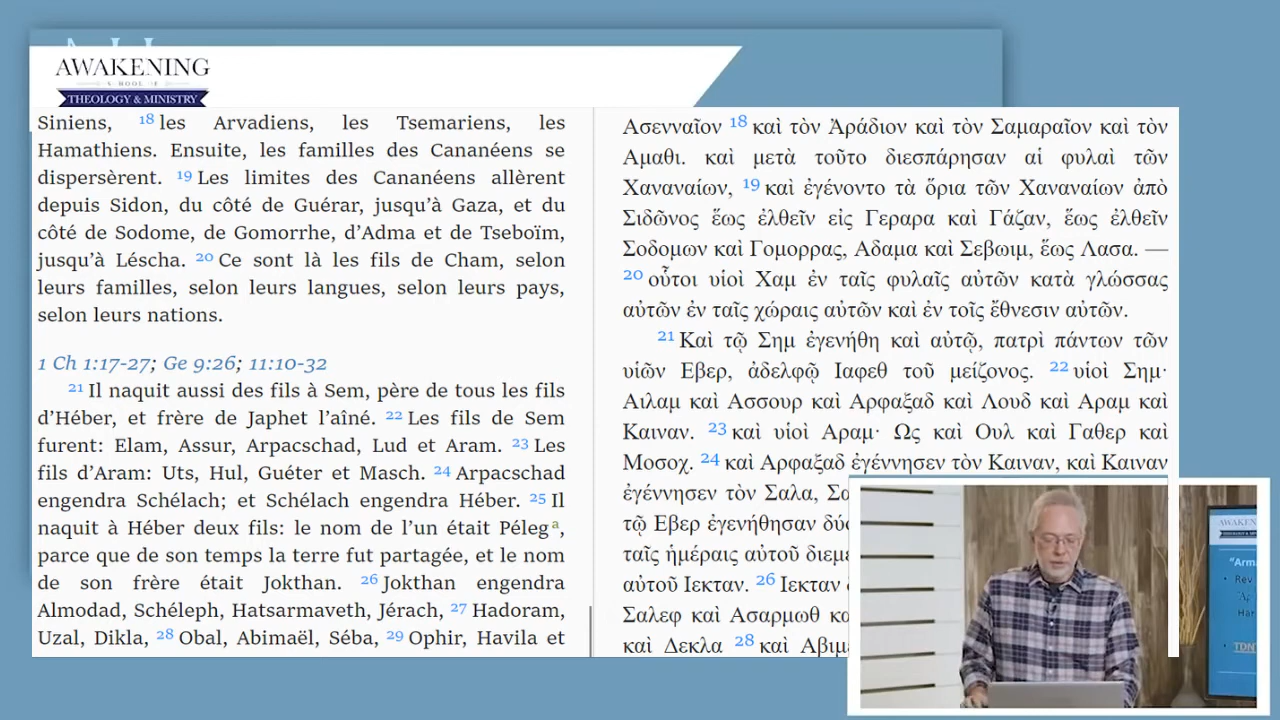 AWAKENING
THEOLOGY & MINISTRY
Siniens, 18 les Arvadiens, les Tsemariens, les
Hamathiens. Ensuite, les familles des Cananéens se
dispersèrent. 19 Les limites des Cananéens allèrent
depuis Sidon, du côté de Guérar, jusqu’à Gaza, et du
côté de Sodome, de Gomorrhe, d’Adma et de Tseboïm,
jusqu’à Léscha. 20 Ce sont là les fils de Cham, selon
leurs familles, selon leurs langues, selon leurs pays,
selon leurs nations.
1 Ch 1:17-27; Ge 9:26; 11:10-32
21 Il naquit aussi des fils à Sem, père de tous les fils
d’Héber, et frère de Japhet l’aîné. 22 Les fils de Sem
furent: Elam, Assur, Arpacschad, Lud et Aram. 23 Les
fils d’Aram: Uts, Hul, Guéter et Masch. 24 Arpacschad
engendra Schélach; et Schélach engendra Héber. 25 Il
naquit à Héber deux fils: le nom de l’un était Péleg a,
parce que de son temps la terre fut partagée, et le nom
de son frère était Jokthan. 26 Jokthan engendra
Almodad, Schéleph, Hatsarmaveth, Jérach, 27 Hadoram,
Uzal, Dikla, 28 Obal, Abimaël, Séba, 29 Ophir, Havila et
Ασενναῖον 18 καὶ τὸν Ἀράδιον καὶ τὸν Σαμαραῖον καὶ τὸν
Αμαθι. καὶ μετὰ τοῦτο διεσπάρησαν αἱ φυλαὶ τῶν
Χαναναίων, 19 καὶ ἐγένοντο τὰ ὅρια τῶν Χαναναίων ἀπὸ
Σιδῶνος ἕως ἐλθεῖν εἰς Γεραρα καὶ Γάζαν, ἕως ἐλθεῖν
Σοδομων καὶ Γομορρας, Αδαμα καὶ Σεβωιμ, ἕως Λασα. —
20 οὗτοι υἱοὶ Χαμ ἐν ταῖς φυλαῖς αὐτῶν κατὰ γλώσσας
αὐτῶν ἐν ταῖς χώραις αὐτῶν καὶ ἐν τοῖς ἔθνεσιν αὐτῶν.
21 Καὶ τῷ Σημ ἐγενήθη καὶ αὐτῷ, πατρὶ πάντων τῶν
υἱῶν Εβερ, ἀδελφῷ Ιαφεθ τοῦ μείζονος. 22 υἱοὶ Σημ·
Αιλαμ καὶ Ασσουρ καὶ Αρφαξαδ καὶ Λουδ καὶ Αραμ καὶ
Καιναν. 23 καὶ υἱοὶ Αραμ· Ως καὶ Ουλ καὶ Γαθερ καὶ
Μοσοχ. 24 καὶ Αρφαξαδ ἐγέννησεν τὸν Καιναν, καὶ Καιναν
ἐγέννησεν τὸν Σαλα, Σα
τῷ Εβερ ἐγενήθησαν δύο
ταῖς ἡμέραις αὐτοῦ διεμε
αὐτοῦ Ιεκταν. 26 Ιεκταν
Σαλεφ καὶ Ασαρμωθ κα
καὶ Δεκλα 28 καὶ Αβιμε
AWAKEN
"Arma
Rev
Har
TDNT